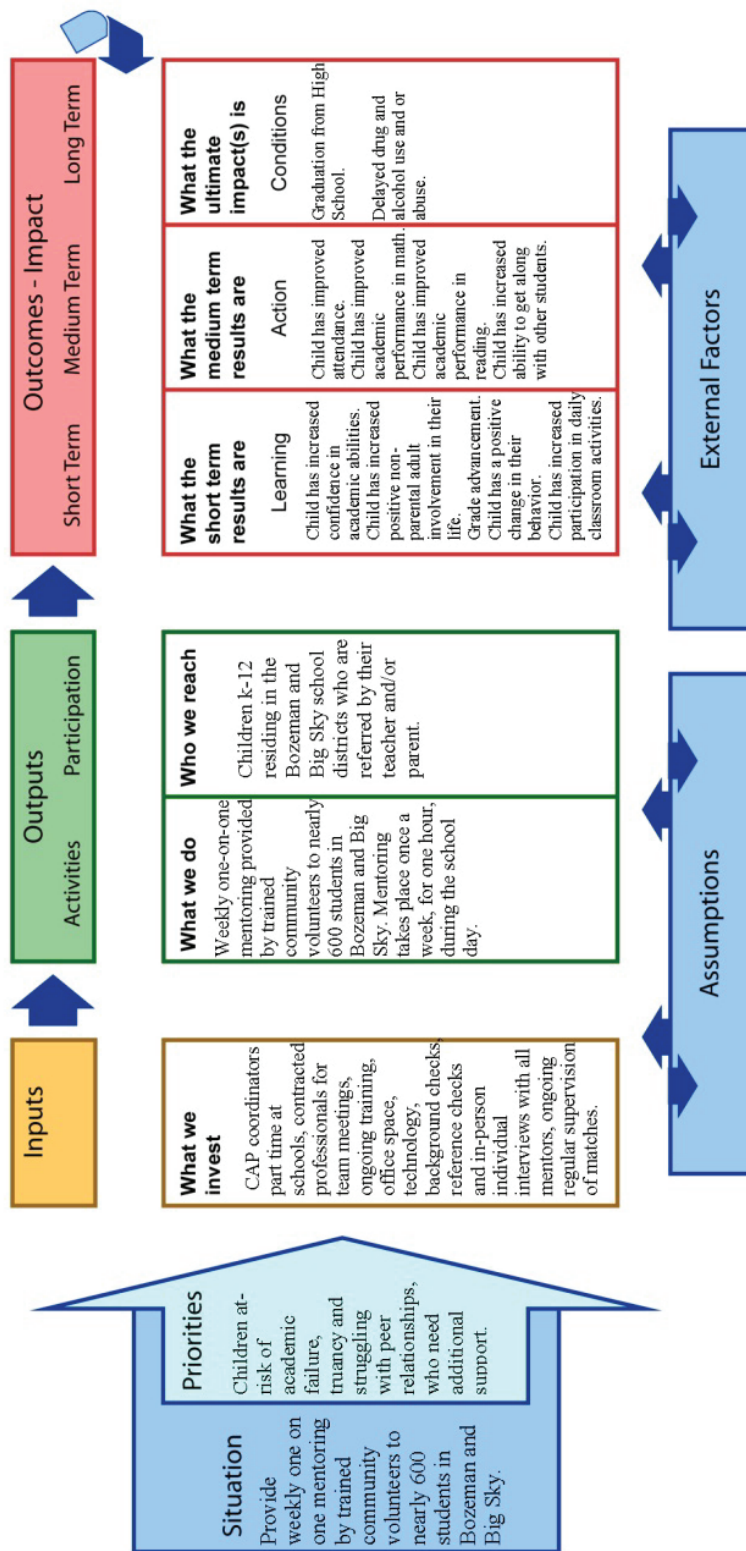 Situation
Provide
weekly one on
one mentoring
by trained
community
volunteers to
nearly 600
students in
Bozeman and
Big Sky.
Priorities
Children at-
risk of
academic
failure,
truancy and
struggling
with peer
relationships,
who need
additional
support.
Inputs
What we
invest
CAP coordinators
part time at
schools, contracted
professionals for
team meetings,
ongoing training,
office space,
technology,
background checks,
reference checks
and in-person
individual
interviews with all
mentors, ongoing
regular supervision
of matches.
Outputs
Activities Participation
What we do
Weekly one-on-one
mentoring provided
by trained
community
volunteers to nearly
600 students in
Bozeman and Big
Sky. Mentoring
takes place once a
week, for one hour,
during the school
day.
Who we reach
Children k-12
residing in the
Bozeman and
Big Sky school
districts who are
referred by their
teacher and/or
parent.
Outcomes - Impact
Short Term Medium Term Long Term
What the
short term
results are
Learning
Child has increased
confidence in
academic abilities.
Child has increased
positive non-
parental adult
involvement in their
life.
Grade advancement.
Child has a positive
change in their
behavior.
Child has increased
participation in daily
classroom activities.
What the
medium term
results are
Action
Child has improved
attendance.
Child has improved
academic
performance in math.
Child has improved
academic
performance in
reading.
Child has increased
ability to get along
with other students.
What the
ultimate
impact(s) is
Conditions
Graduation from High
School.
Delayed drug and
alcohol use and or
abuse.
Assumptions
External Factors